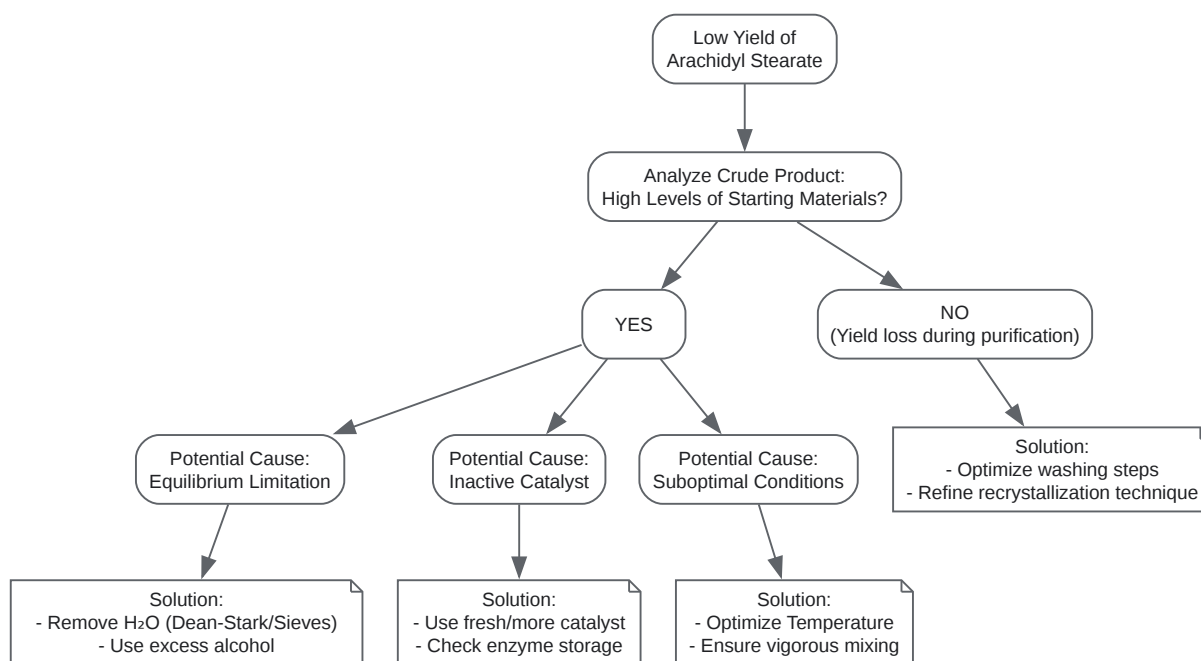 Low Yield of
Arachidyl Stearate
Analyze Crude Product:
High Levels of Starting Materials?
YES
NO
(Yield loss during purification)
Potential Cause:
Equilibrium Limitation
Potential Cause:
Inactive Catalyst
Potential Cause:
Suboptimal Conditions
Solution:
- Optimize washing steps
- Refine recrystallization technique
Solution:
- Remove H₂O (Dean-Stark/Sieves)
- Use excess alcohol
Solution:
- Use fresh/more catalyst
- Check enzyme storage
Solution:
- Optimize Temperature
- Ensure vigorous mixing